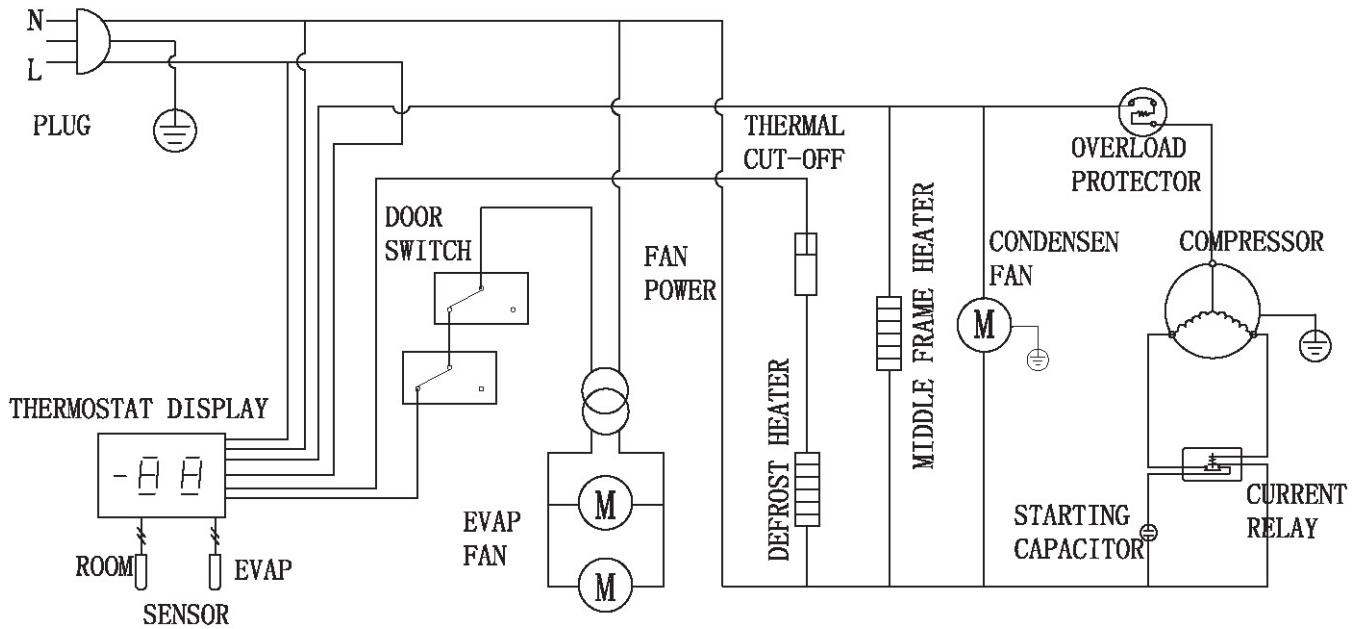 N
L
PLUG
THERMAL
CUT-OFF
OVERLOAD
PROTECTOR
DOOR
SWITCH
FAN
POWER
MIDDLE FRAME HEATER
CONDENSEN
FAN
COMPRESSOR
M
THERMOSTAT DISPLAY
-88
DEFROST HEATER
M
EVAP
FAN
M
STARTING
CAPACITOR
CURRENT
RELAY
ROOM
EVAP
SENSOR